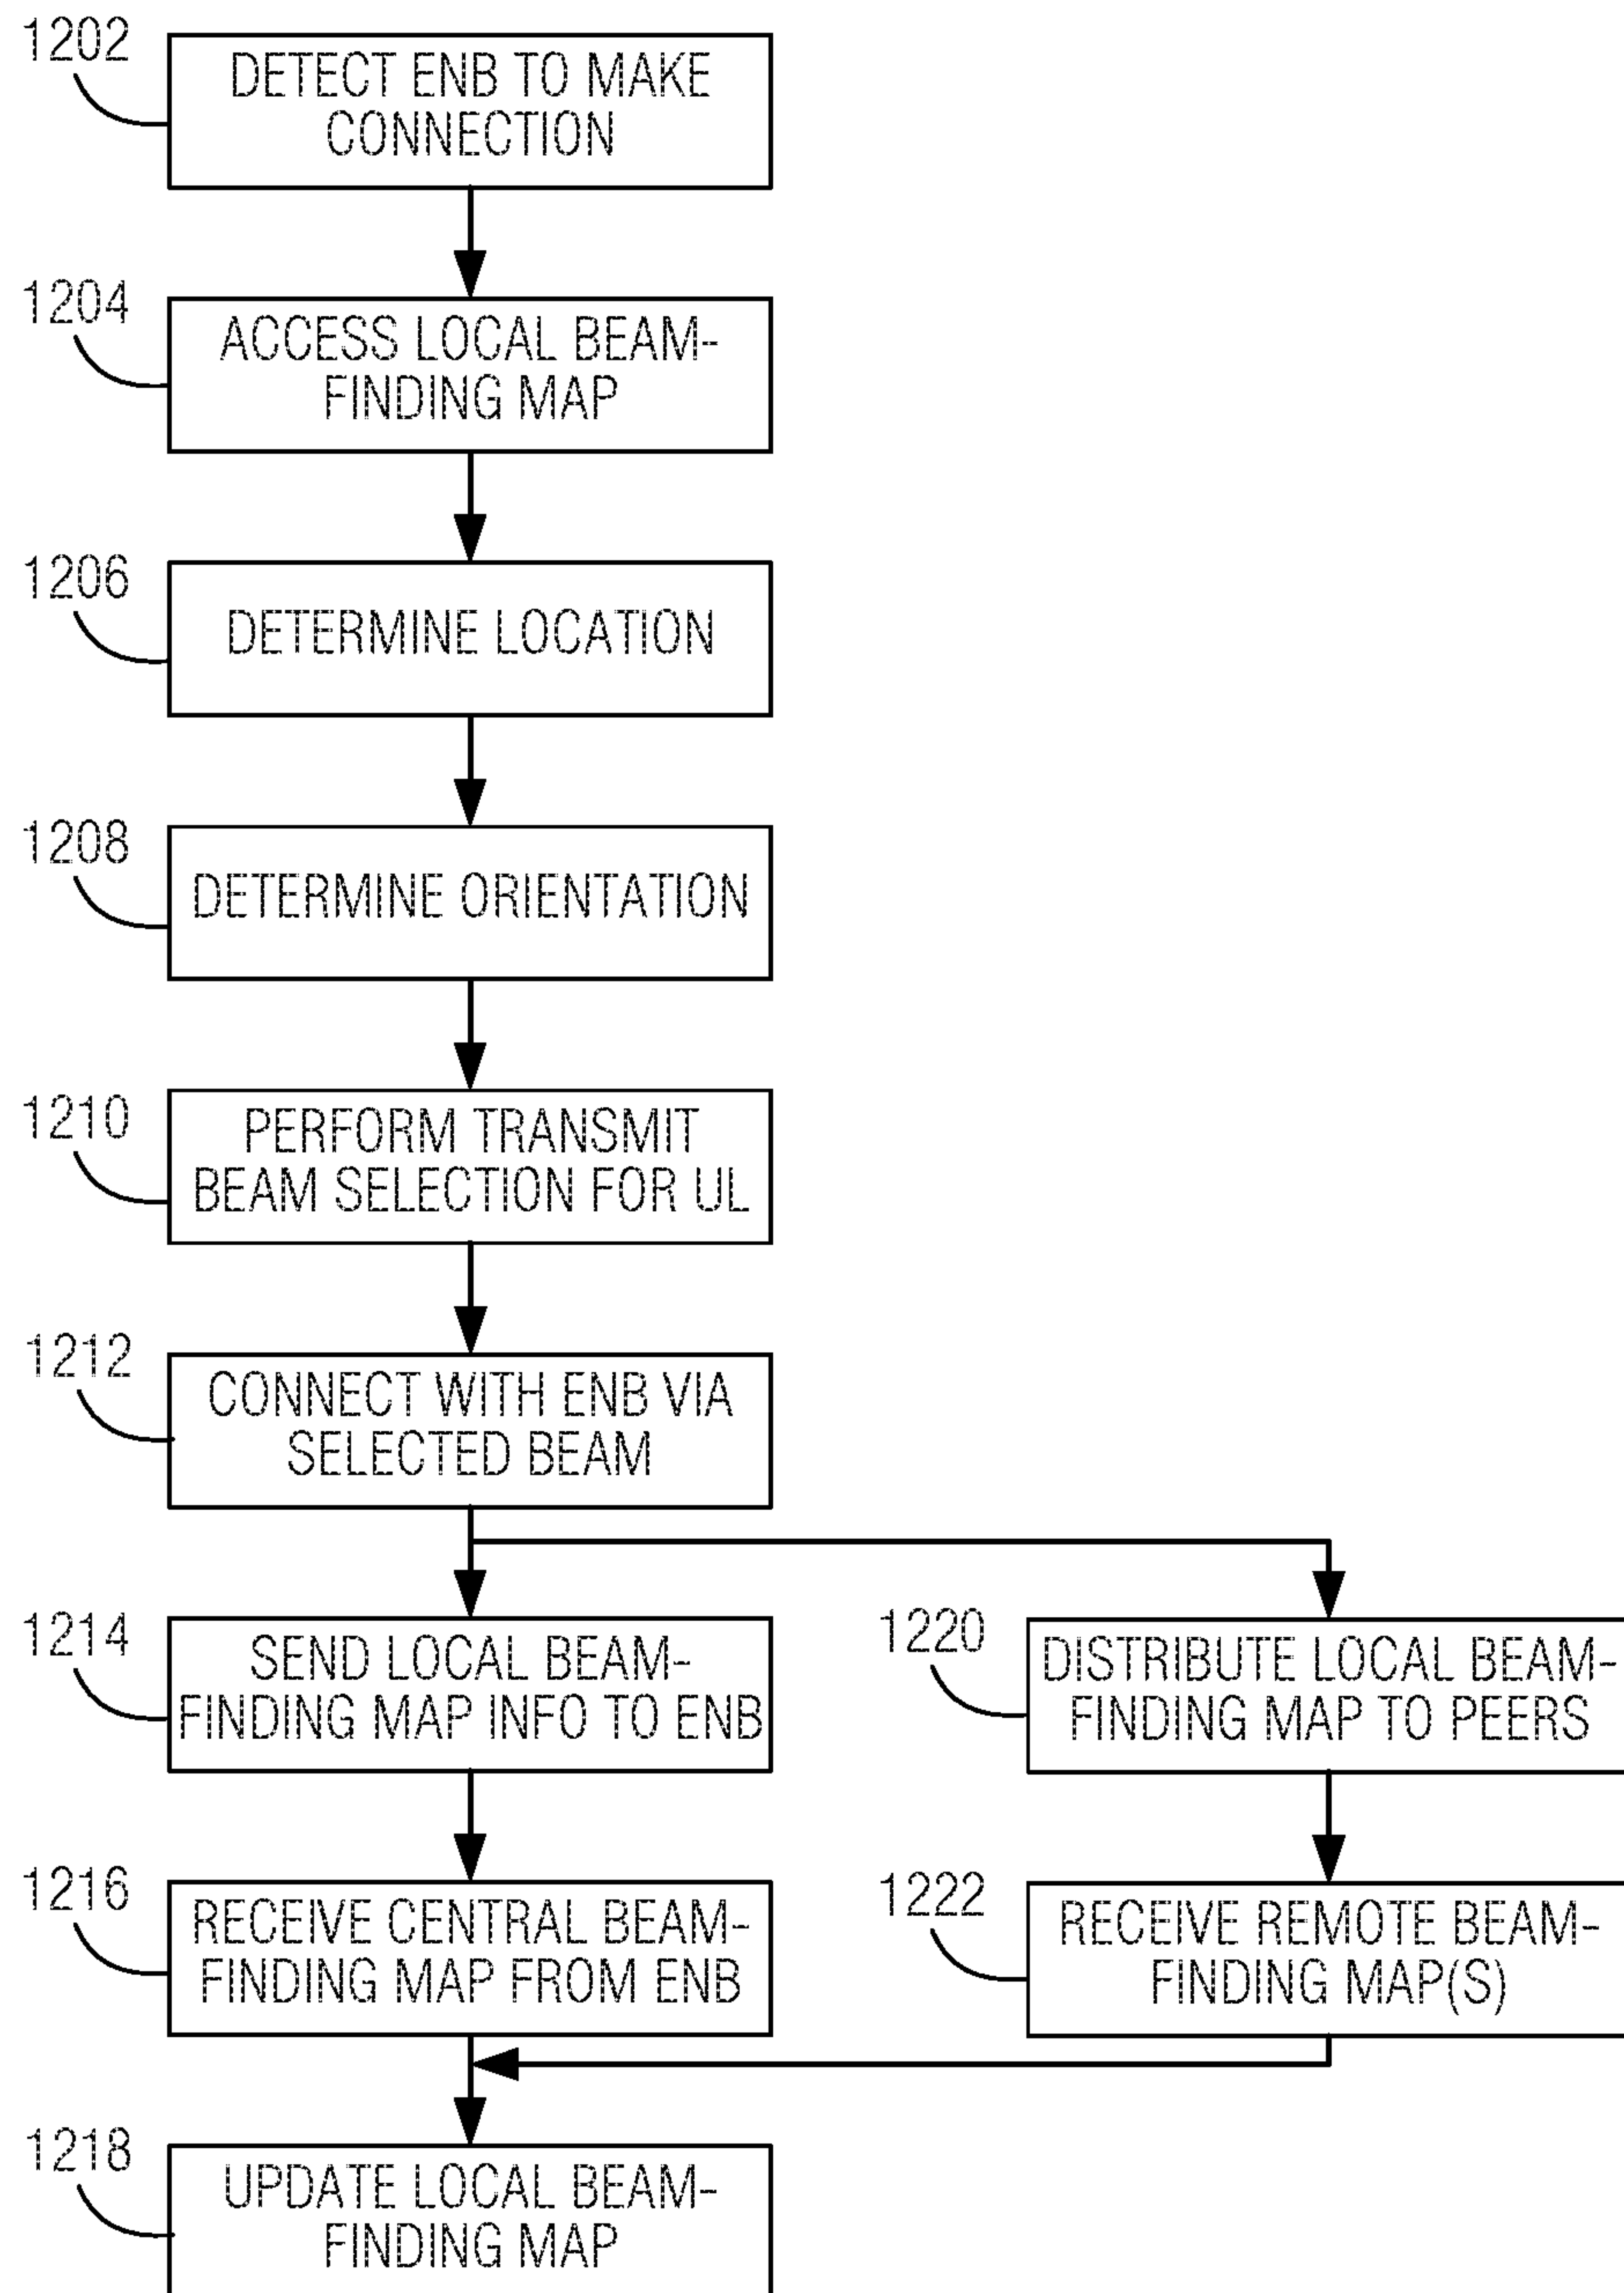 1202
DETECT ENB TO MAKE
CONNECTION
1204
ACCESS LOCAL BEAM-
FINDING MAP
1206
DETERMINE LOCATION
1208
DETERMINE ORIENTATION
1210
PERFORM TRANSMIT
BEAM SELECTION FOR UL
1212
CONNECT WITH ENB VIA
SELECTED BEAM
1214
SEND LOCAL BEAM-
FINDING MAP INFO TO ENB
1220
DISTRIBUTE LOCAL BEAM-
FINDING MAP TO PEERS
1216
RECEIVE CENTRAL BEAM-
FINDING MAP FROM ENB
1222
RECEIVE REMOTE BEAM-
FINDING MAP(S)
1218
UPDATE LOCAL BEAM-
FINDING MAP